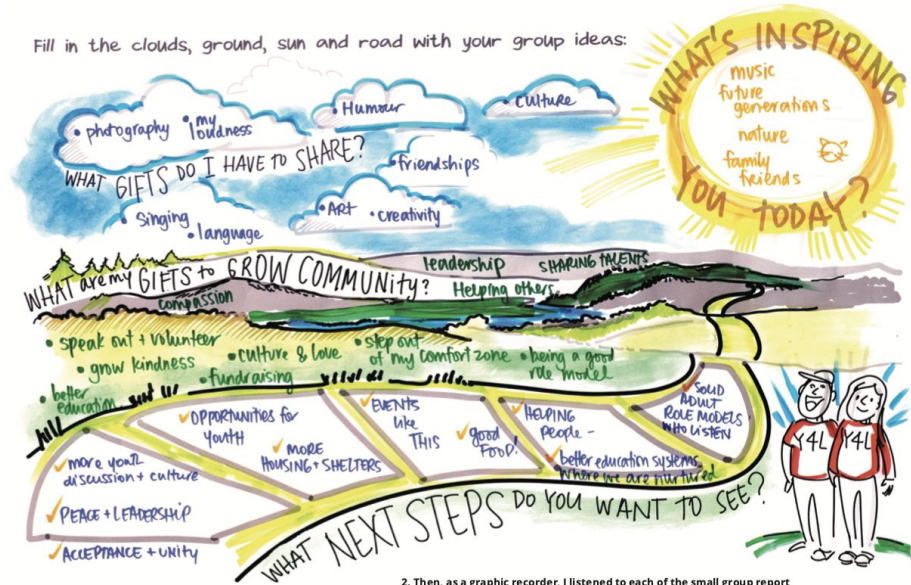 Fill in the clouds, ground, sun and road with your group ideas:
WHAT'S INSPIRING
YOU TODAY?
music
future
generations
nature
family
friends
• photography
• my
loudness
• Humour
• CULTURE
WHAT GIFTS DO I HAVE to SHARE?
• friendships
• Singing
• language
• ART • creativity
WHAT are my GIFTS to GROW COMMUNITY?
leadership
SHARING TALENTS
Helping others
compassion
• speak out + volunteer
• grow kindness
• better
education
• culture & love
• fundraising
• step out
of my comfort zone
• being a good
role model
✓ more youth
discussion + culture
✓ PEACE + LEADERSHIP
✓ ACCEPTANCE + UNITY
✓ OPPORTUNITIES for
YOUTH
✓ MORE
HOUSING + SHELTERS
✓ EVENTS
like
THIS
✓ good
FOOD!
✓ HELPING
People -
✓ better education systems
where we are nurtured
✓ SOLID
ADULT
ROLE MODELS
WHO LISTEN
WHAT NEXT STEPS DO YOU WANT TO SEE?
Y4L
Y4L
2. Then, as a graphic recorder, I listened to each of the small group report